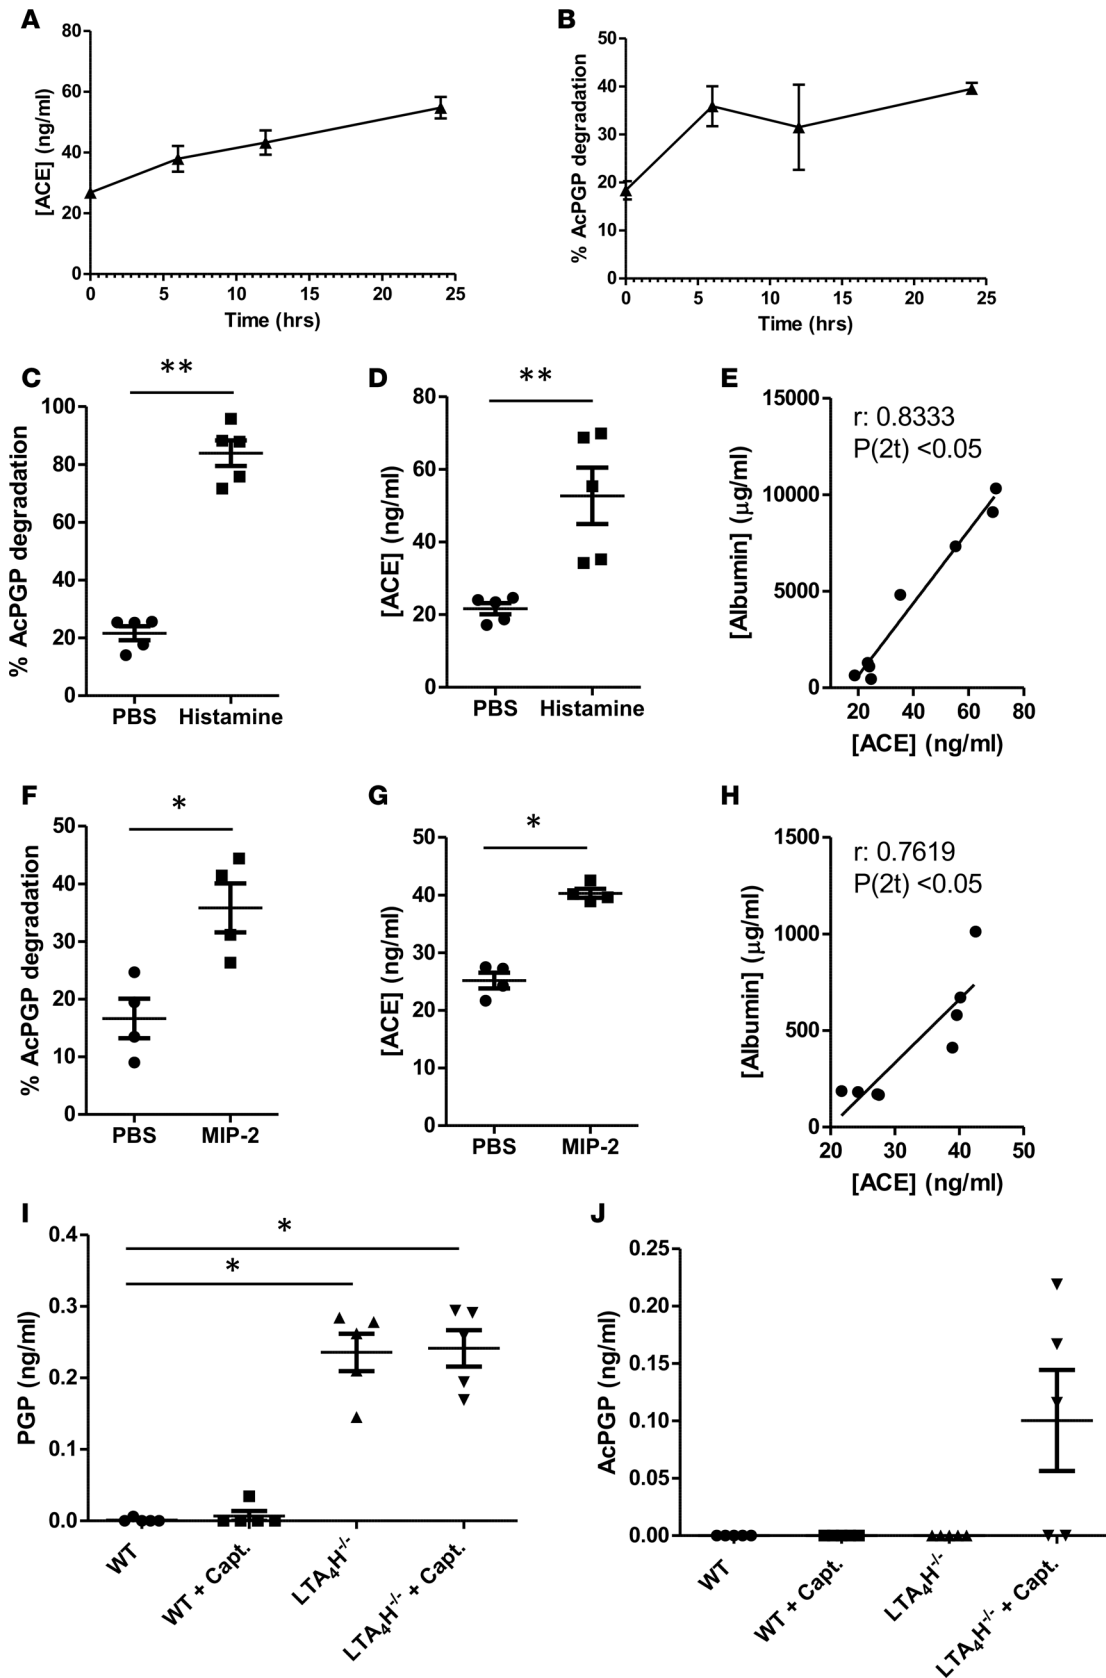 A
80
60
40
20
0
[ACE] (ng/ml)
0 5 10 15 20 25
Time (hrs)
B
50
40
30
20
10
0
% AcPGP degradation
0 5 10 15 20 25
Time (hrs)
C
**
100
80
60
40
20
0
% AcPGP degradation
PBS Histamine
D
**
80
60
40
20
0
[ACE] (ng/ml)
PBS Histamine
E
15000
10000
5000
0
[Albumin] (μg/ml)
r: 0.8333
P(2t) <0.05
20 40 60 80
[ACE] (ng/ml)
F
*
50
40
30
20
10
0
% AcPGP degradation
PBS MIP-2
G
*
50
40
30
20
10
0
[ACE] (ng/ml)
PBS MIP-2
H
1500
1000
500
0
[Albumin] (μg/ml)
r: 0.7619
P(2t) <0.05
20 30 40 50
[ACE] (ng/ml)
I
*
*
0.4
0.3
0.2
0.1
0.0
PGP (ng/ml)
WT
WT + Capt.
LTA₄H⁻/⁻
LTA₄H⁻/⁻ + Capt.
J
0.25
0.20
0.15
0.10
0.05
0.00
AcPGP (ng/ml)
WT
WT + Capt.
LTA₄H⁻/⁻
LTA₄H⁻/⁻ + Capt.